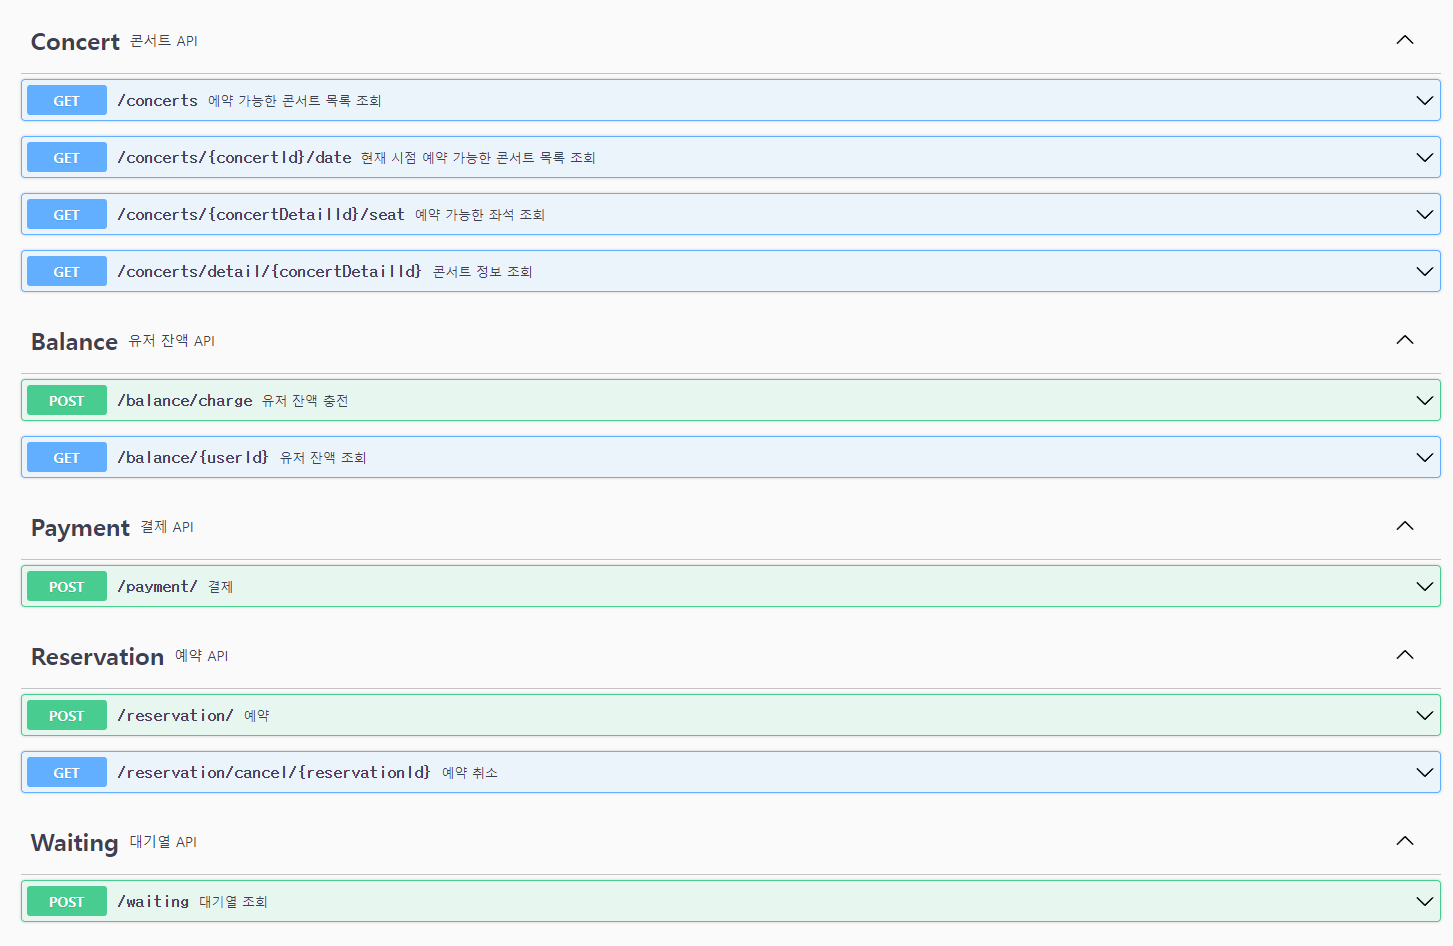 Concert 콘서트 API
GET /concerts 에약 가능한 콘서트 목록 조회
GET /concerts/{concertId}/date 현재 시점 예약 가능한 콘서트 목록 조회
GET /concerts/{concertDetailId}/seat 예약 가능한 좌석 조회
GET /concerts/detail/{concertDetailId} 콘서트 정보 조회
Balance 유저 잔액 API
POST /balance/charge 유저 잔액 충전
GET /balance/{userId} 유저 잔액 조회
Payment 결제 API
POST /payment/ 결제
Reservation 예약 API
POST /reservation/ 예약
GET /reservation/cancel/{reservationId} 예약 취소
Waiting 대기열 API
POST /waiting 대기열 조회